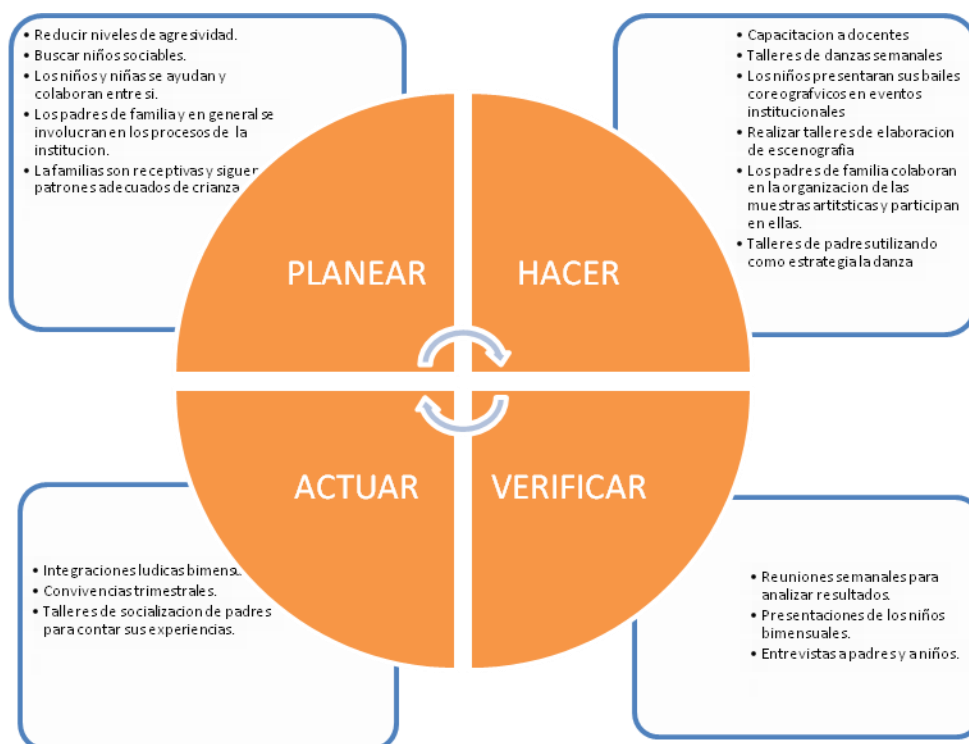 • Reducir niveles de agresividad.
• Buscar niños sociables.
• Los niños y niñas se ayudan y
colaboran entre si.
• Los padres de familia y en general se
involucran en los procesos de la
institucion.
• La familias son receptivas y siguen
patrones adecuados de crianza
PLANEAR
• Capacitacion a docentes
• Talleres de danzas semanales
• Los niños presentaran sus bailes
coreografvicos en eventos
institucionales
• Realizar talleres de elaboracion
de escenografia
• Los padres de familia colaboran
en la organizacion de las
muestras artitsticas y participan
en ellas.
• Talleres de padres utilizando
como estrategia la danza
HACER
ACTUAR
• Integraciones ludicas
• Convivencias trimestrales.
• Talleres de socializacion de padres
para contar sus experiencias.
VERIFICAR
• Reuniones semanales para
analizar resultados.
• Presentaciones de los niños
bimensuales.
• Entrevistas a padres y a niños.